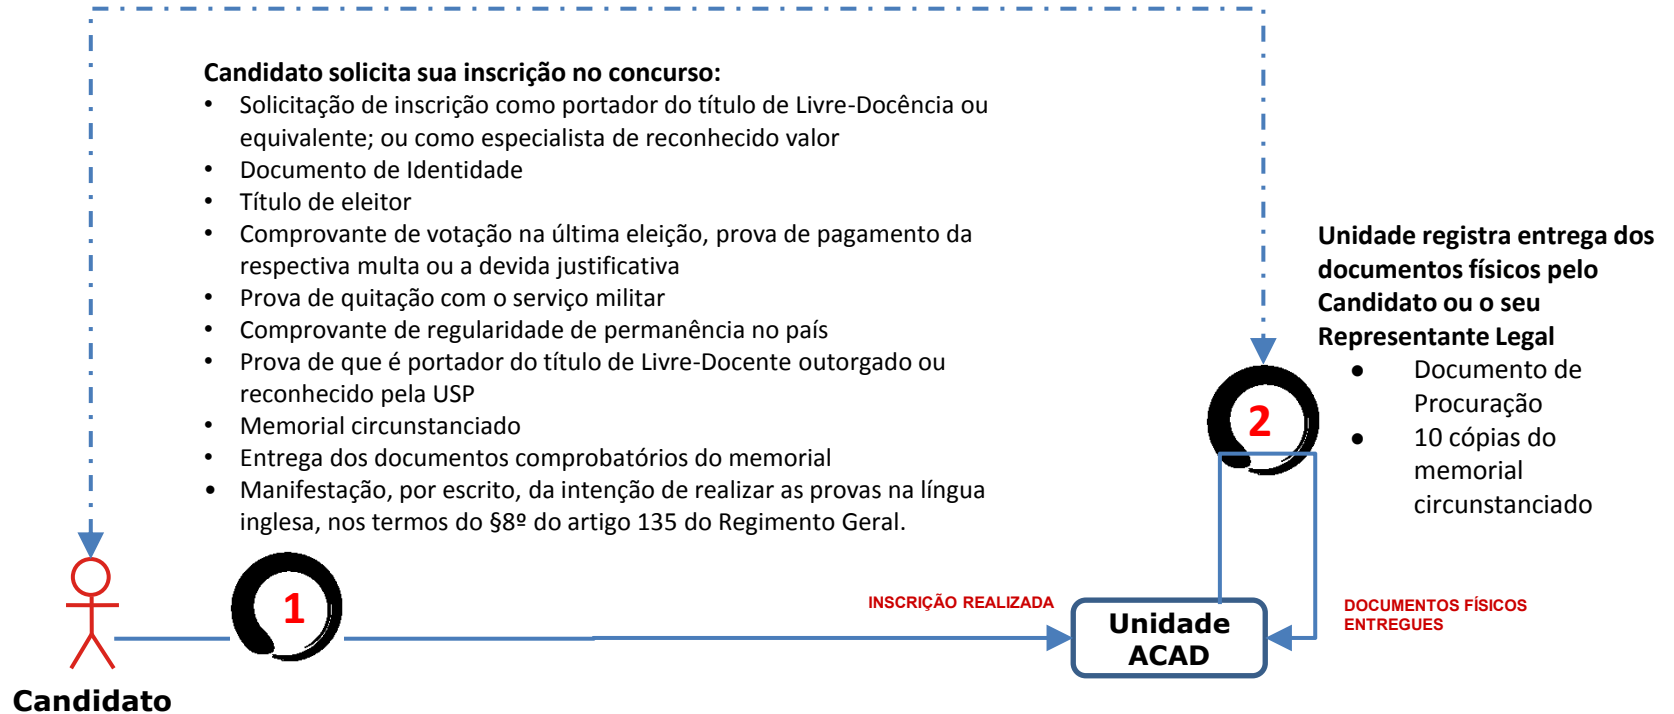 Candidato solicita sua inscrição no concurso:
• Solicitação de inscrição como portador do título de Livre-Docência ou
equivalente; ou como especialista de reconhecido valor
• Documento de Identidade
• Título de eleitor
• Comprovante de votação na última eleição, prova de pagamento da
respectiva multa ou a devida justificativa
• Prova de quitação com o serviço militar
• Comprovante de regularidade de permanência no país
• Prova de que é portador do título de Livre-Docente outorgado ou
reconhecido pela USP
• Memorial circunstanciado
• Entrega dos documentos comprobatórios do memorial
• Manifestação, por escrito, da intenção de realizar as provas na língua
inglesa, nos termos do §8º do artigo 135 do Regimento Geral.
Unidade registra entrega dos
documentos físicos pelo
Candidato ou o seu
Representante Legal
● Documento de
Procuração
● 10 cópias do
memorial
circunstanciado
2
1
INSCRIÇÃO REALIZADA
Unidade
ACAD
DOCUMENTOS FÍSICOS
ENTREGUES
Candidato